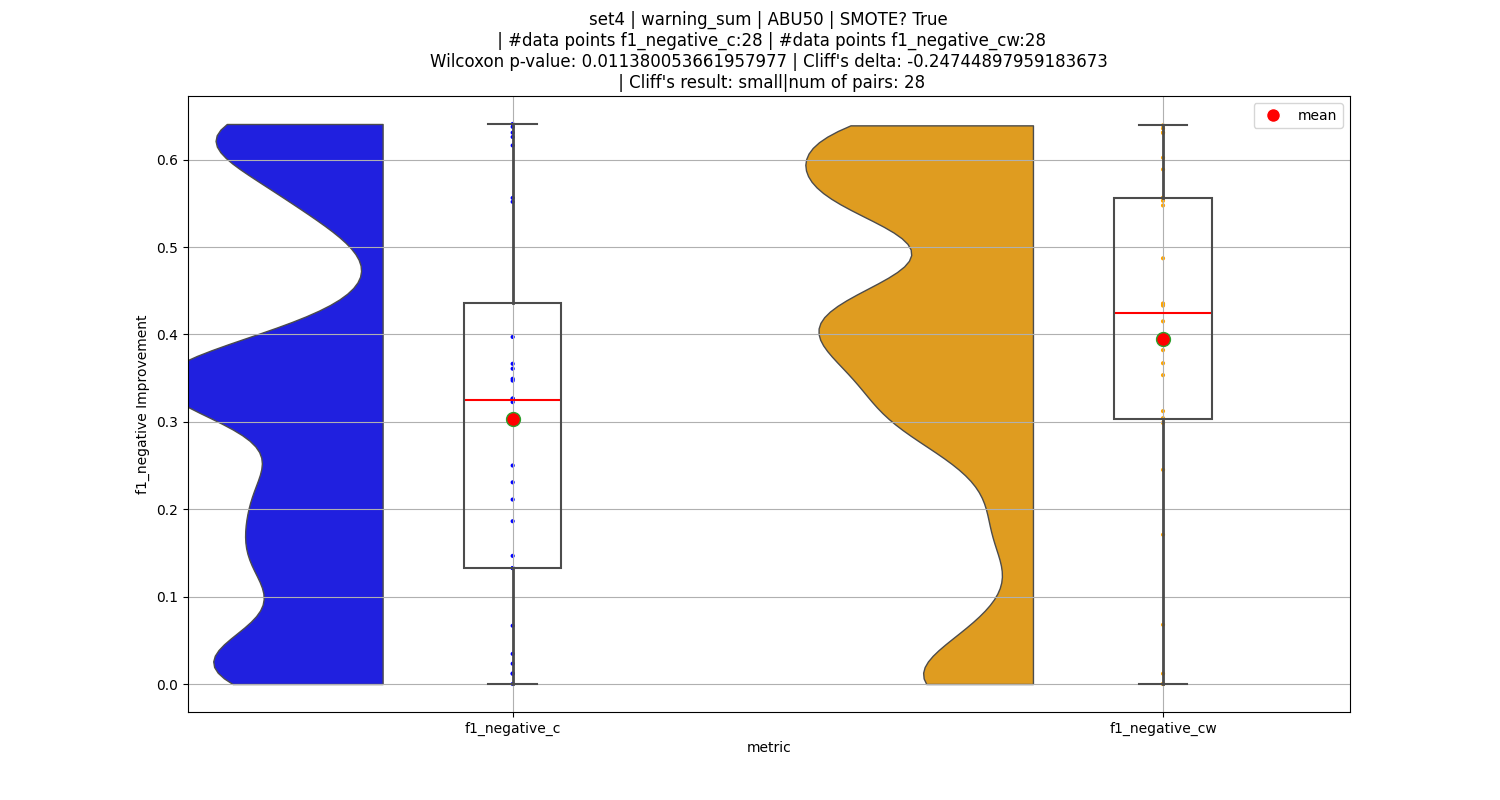 set4 | warning_sum | ABU50 | SMOTE? True
| #data points f1_negative_c:28 | #data points f1_negative_cw:28
Wilcoxon p-value: 0.011380053661957977 | Cliff's delta: -0.24744897959183673
| Cliff's result: small|num of pairs: 28
mean
0.6
0.5
0.4
0.3
0.2
0.1
0.0
f1_negative Improvement
f1_negative_c
f1_negative_cw
metric